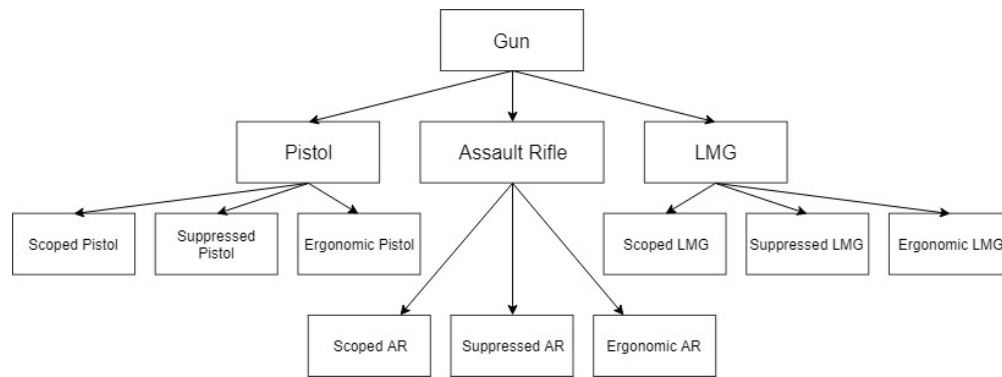 Gun
Pistol
Assault Rifle
LMG
Scoped Pistol
Suppressed
Pistol
Ergonomic Pistol
Scoped LMG
Suppressed LMG
Ergonomic LMG
Scoped AR
Suppressed AR
Ergonomic AR